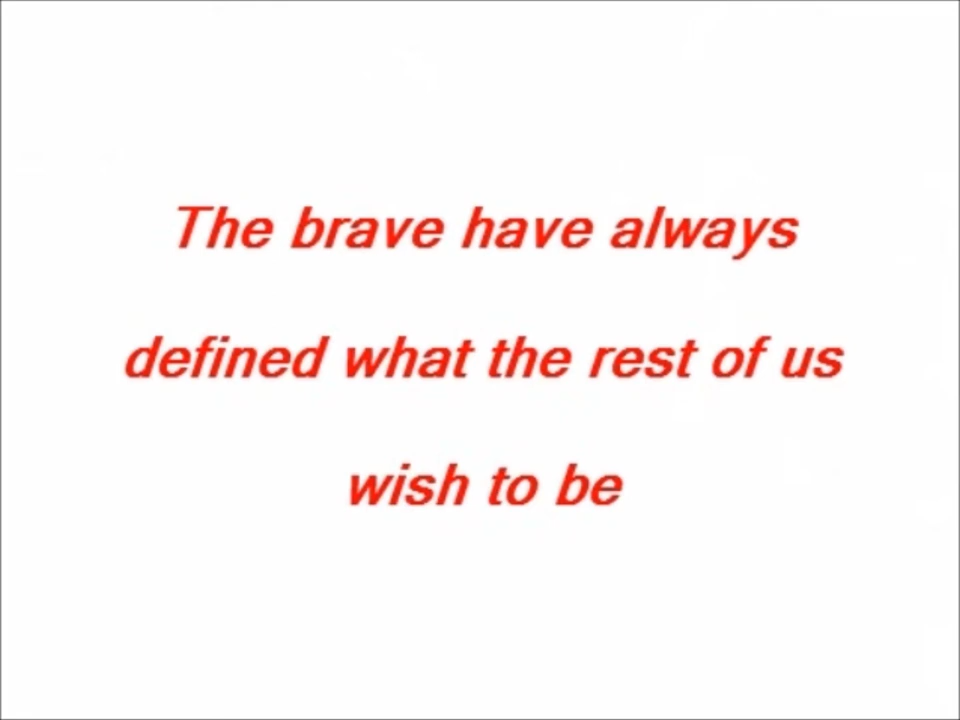 The brave have always
defined what the rest of us
wish to be